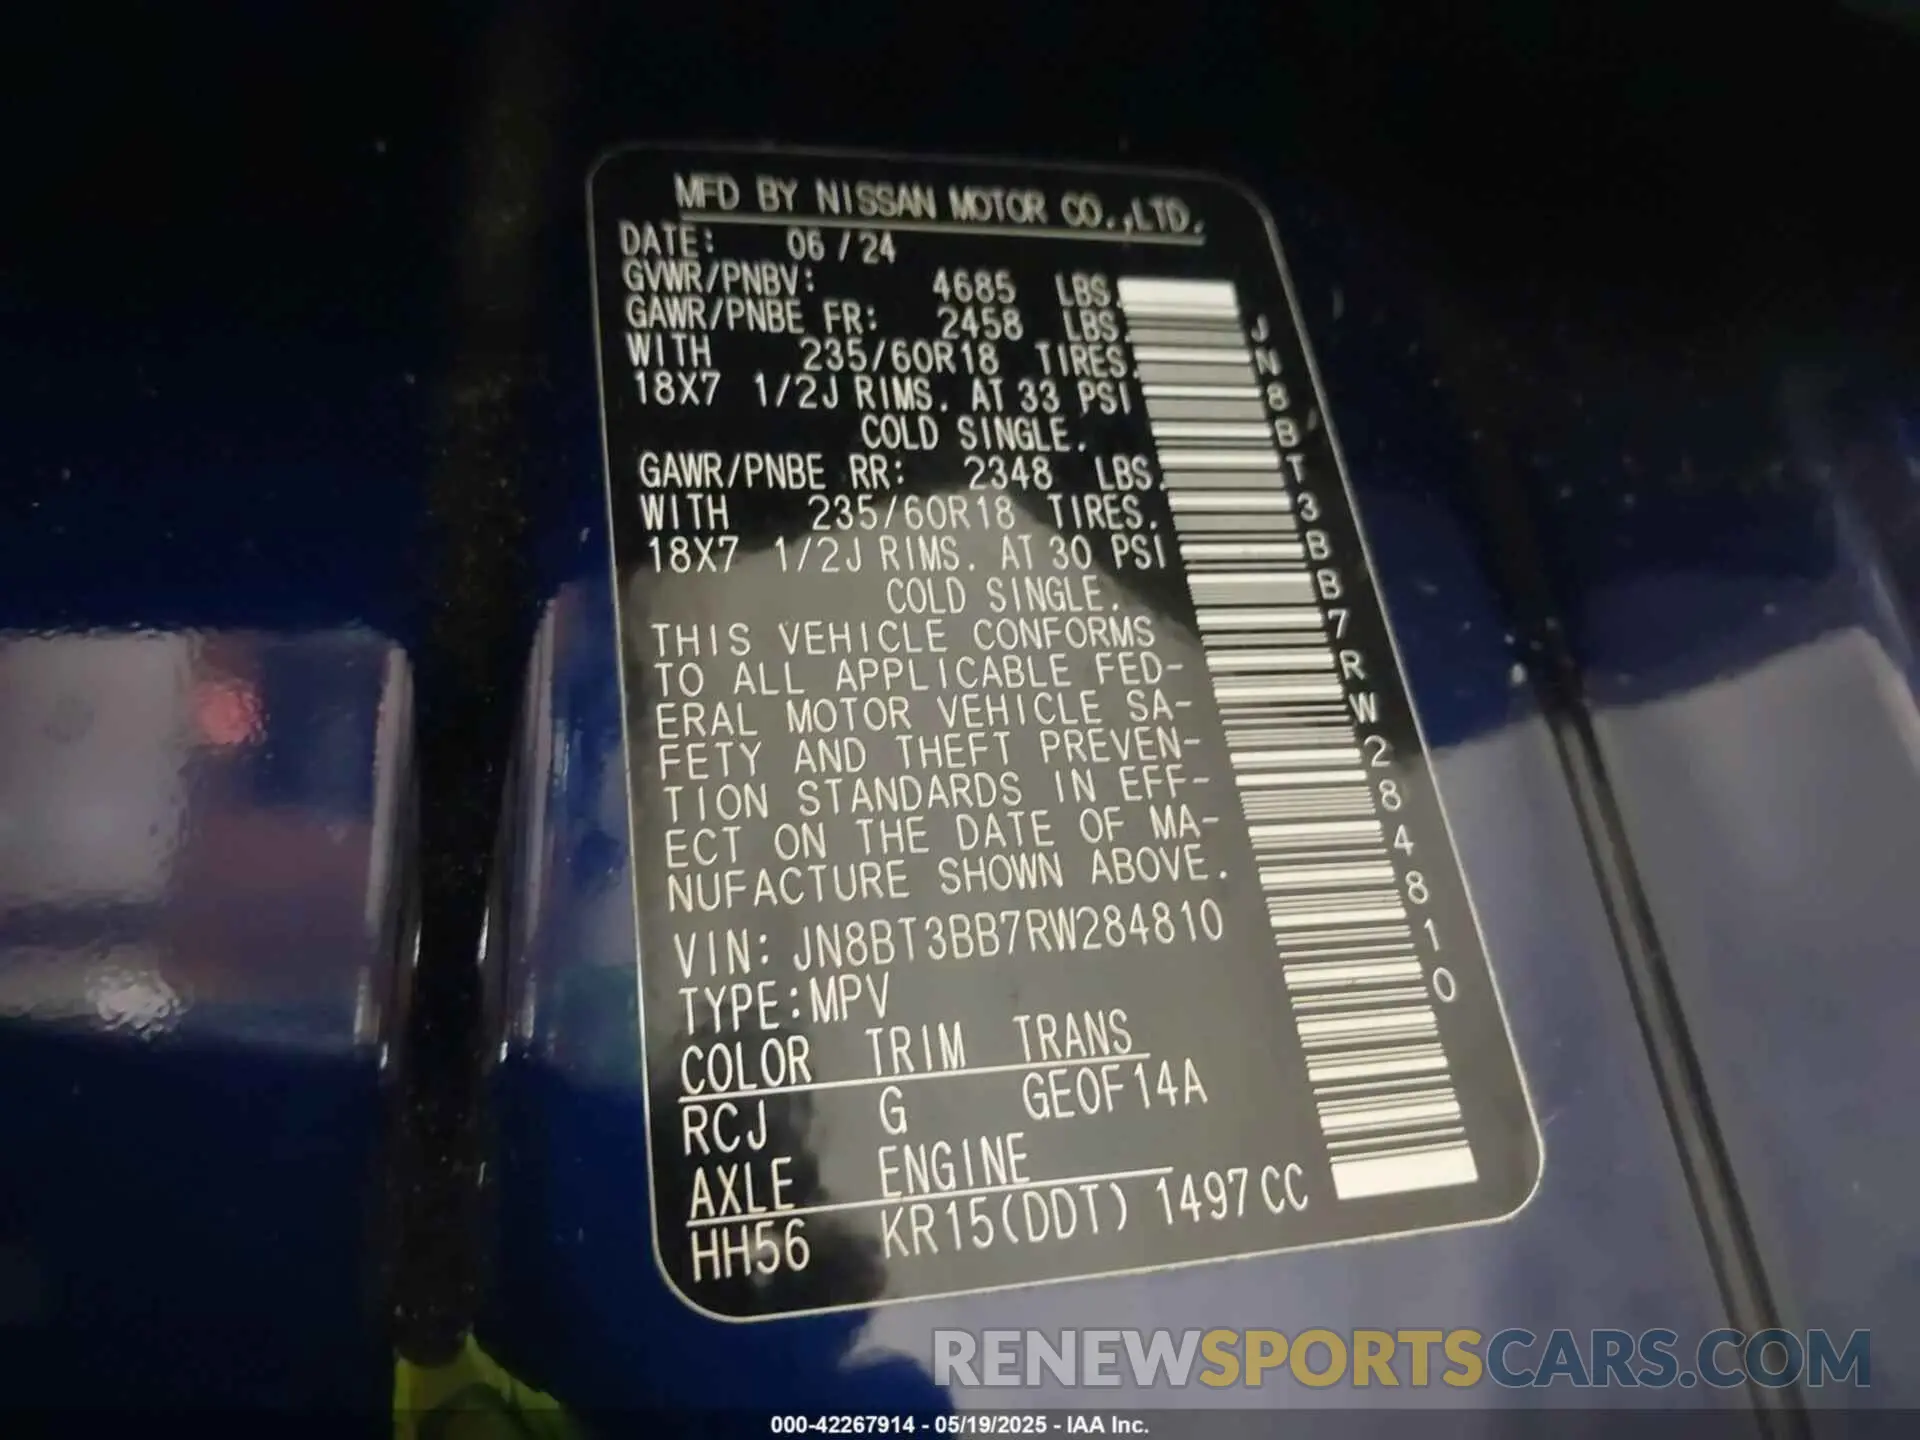 MFD BY NISSAN MOTOR CO.,LTD.
DATE: 06 / 24
GVWR/PNBV: 4685 LBS.
GAWR/PNBE FR: 2458 LBS.
WITH 235/60R18 TIRES.
18X7 1/2J RIMS. AT 33 PSI
COLD SINGLE.
GAWR/PNBE RR: 2348 LBS.
WITH 235/60R18 TIRES.
18X7 1/2J RIMS. AT 30 PSI
COLD SINGLE.
THIS VEHICLE CONFORMS
TO ALL APPLICABLE FED-
ERAL MOTOR VEHICLE SA-
FETY AND THEFT PREVEN-
TION STANDARDS IN EFF-
ECT ON THE DATE OF MA-
NUFACTURE SHOWN ABOVE.
VIN: JN8BT3BB7RW284810
TYPE:MPV
COLOR TRIM TRANS
RCJ G GE0F14A
AXLE ENGINE
HH56 KR15(DDT) 1497CC
JN8BT3BB7RW284810
RENEWSPORTSCARS.COM
000-42267914 - 05/19/2025 - IAA Inc.